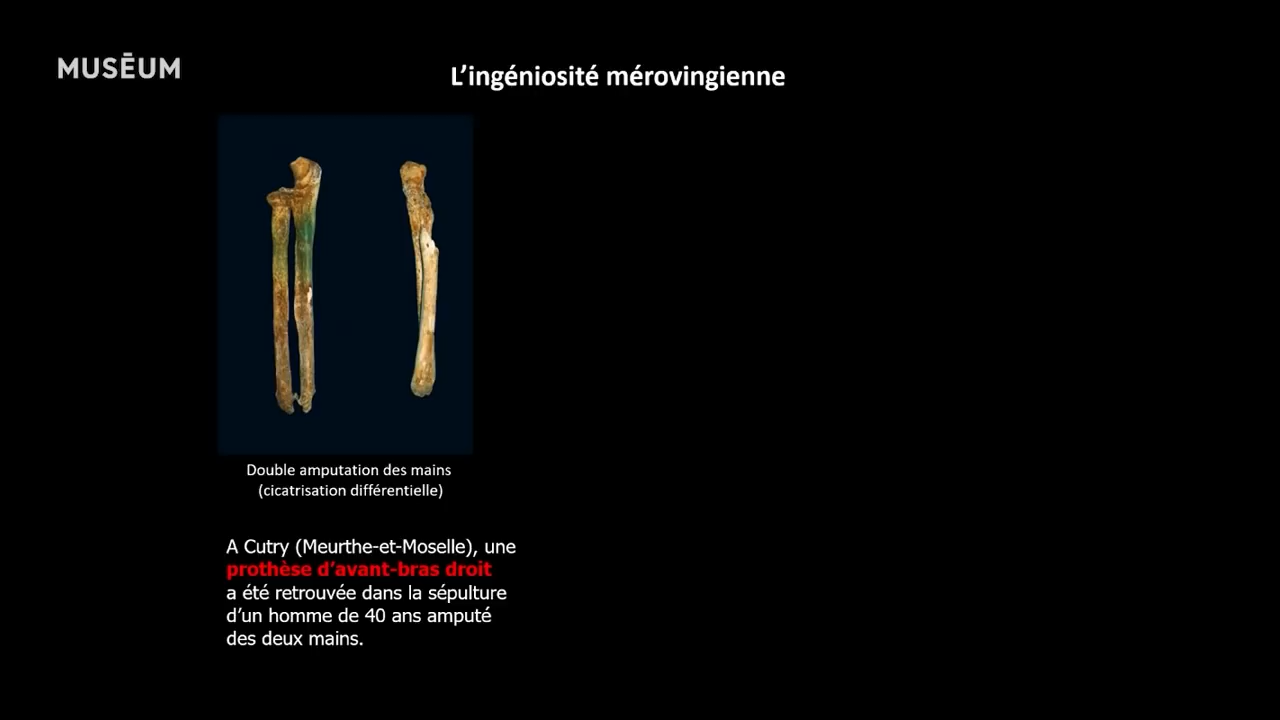 MUSĒUM
L'ingéniosité mérovingienne
Double amputation des mains
(cicatrisation différentielle)
A Cutry (Meurthe-et-Moselle), une
prothèse d'avant-bras droit
a été retrouvée dans la sépulture
d'un homme de 40 ans amputé
des deux mains.